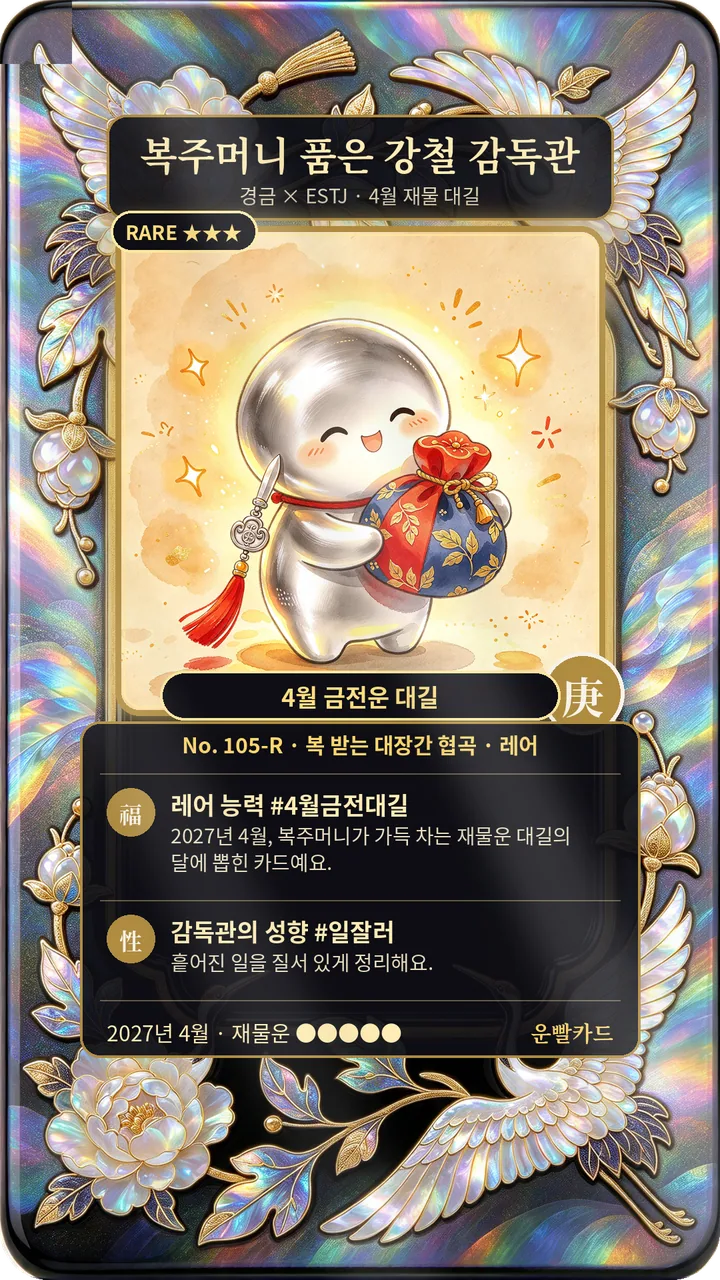 복주머니 품은 강철 감독관
경금 × ESTJ · 4월 재물 대길
RARE ★★★
4월 금전운 대길
庚
No. 105-R · 복 받는 대장간 협곡 · 레어
福
레어 능력 #4월금전대길
2027년 4월, 복주머니가 가득 차는 재물운 대길의
달에 뽑힌 카드예요.
性
감독관의 성향 #일잘러
흩어진 일을 질서 있게 정리해요.
2027년 4월 · 재물운 ●●●●●
운빨카드